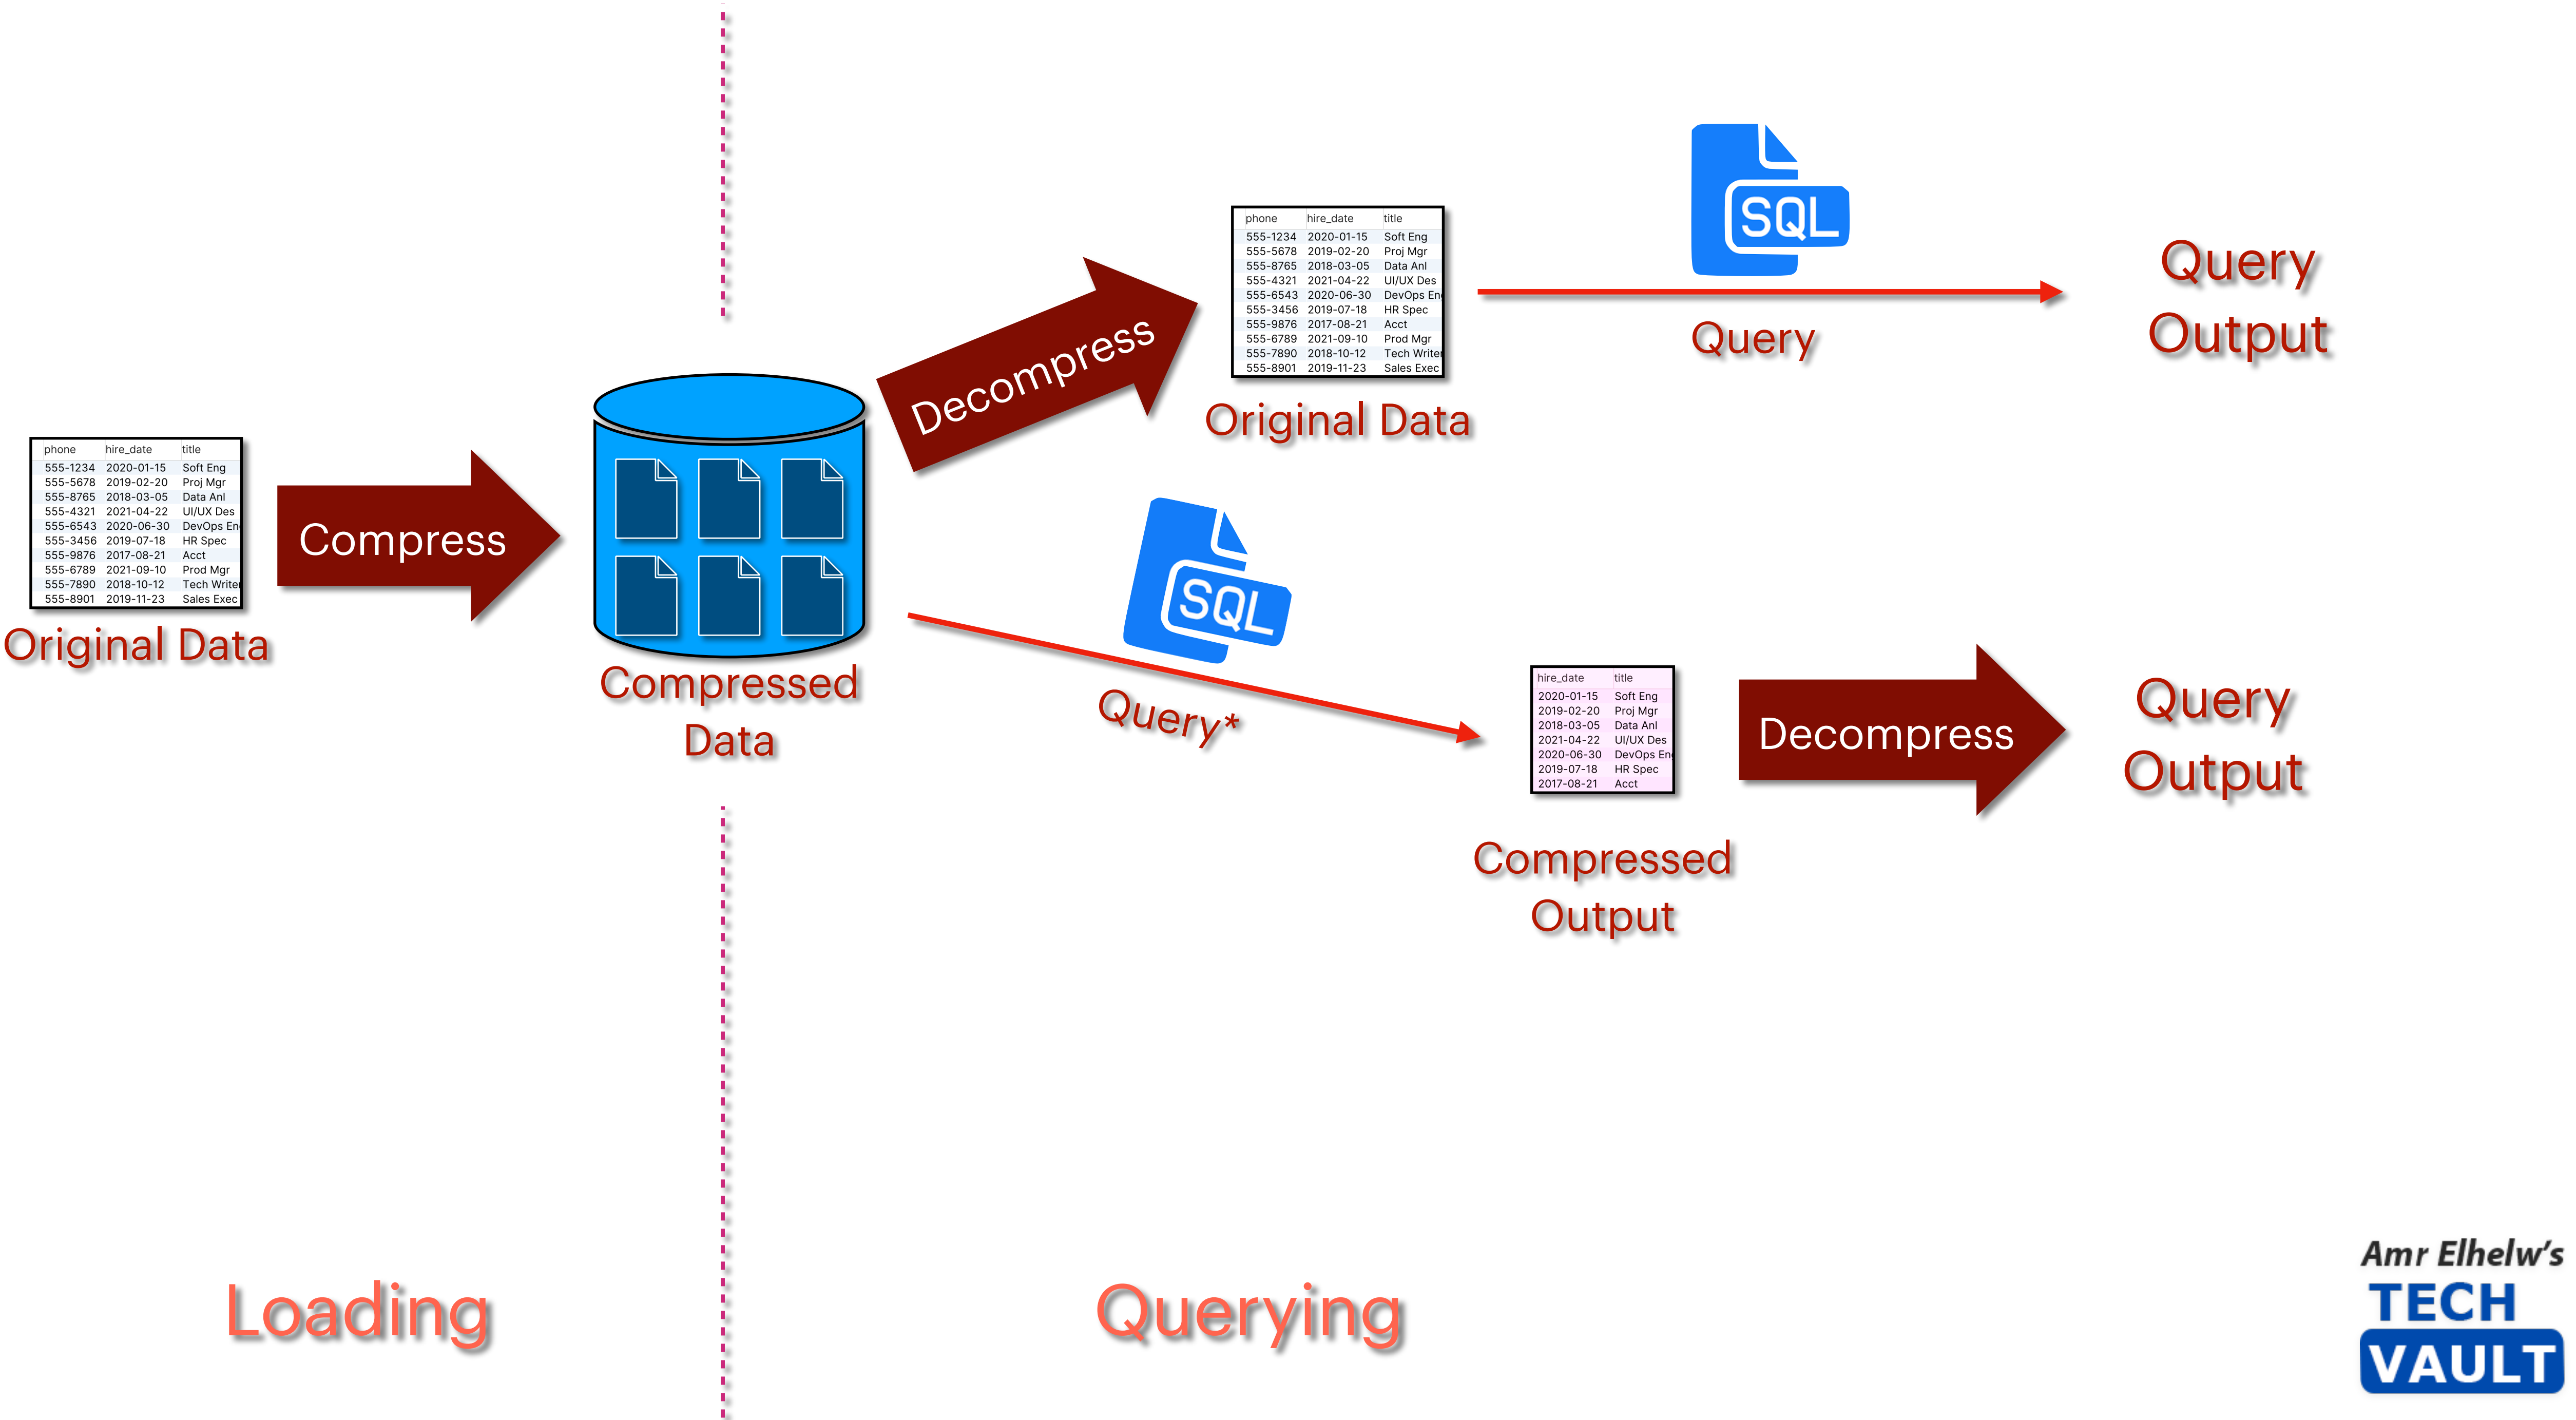 phone hire_date title
555-1234 2020-01-15 Soft Eng
555-5678 2019-02-20 Proj Mgr
555-8765 2018-03-05 Data Anl
555-4321 2021-04-22 UI/UX Des
555-6543 2020-06-30 DevOps En
555-3456 2019-07-18 HR Spec
555-9876 2017-08-21 Acct
555-6789 2021-09-10 Prod Mgr
555-7890 2018-10-12 Tech Writer
555-8901 2019-11-23 Sales Exec
Original Data
Compress
Compressed
Data
Decompress
phone hire_date title
555-1234 2020-01-15 Soft Eng
555-5678 2019-02-20 Proj Mgr
555-8765 2018-03-05 Data Anl
555-4321 2021-04-22 UI/UX Des
555-6543 2020-06-30 DevOps En
555-3456 2019-07-18 HR Spec
555-9876 2017-08-21 Acct
555-6789 2021-09-10 Prod Mgr
555-7890 2018-10-12 Tech Writer
555-8901 2019-11-23 Sales Exec
Original Data
SQL
Query
Query
Output
SQL
Query*
hire_date title
2020-01-15 Soft Eng
2019-02-20 Proj Mgr
2018-03-05 Data Anl
2021-04-22 UI/UX Des
2020-06-30 DevOps En
2019-07-18 HR Spec
2017-08-21 Acct
Compressed
Output
Decompress
Query
Output
Loading
Querying
Amr Elhelw's
TECH
VAULT